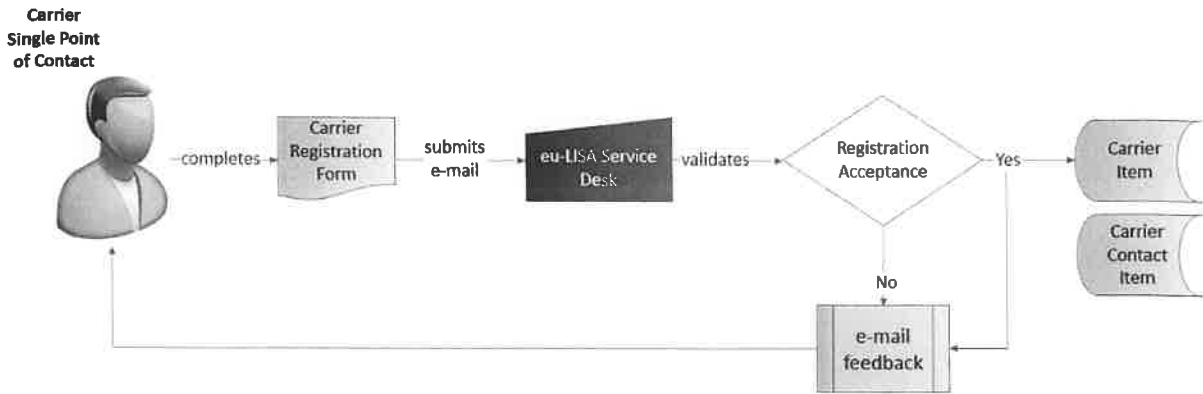 Carrier
Single Point
of Contact
completes
Carrier
Registration
Form
submits
e-mail
eu-LISA Service
Desk
validates
Registration
Acceptance
Yes
Carrier
Item
Carrier
Contact
Item
No
e-mail
feedback